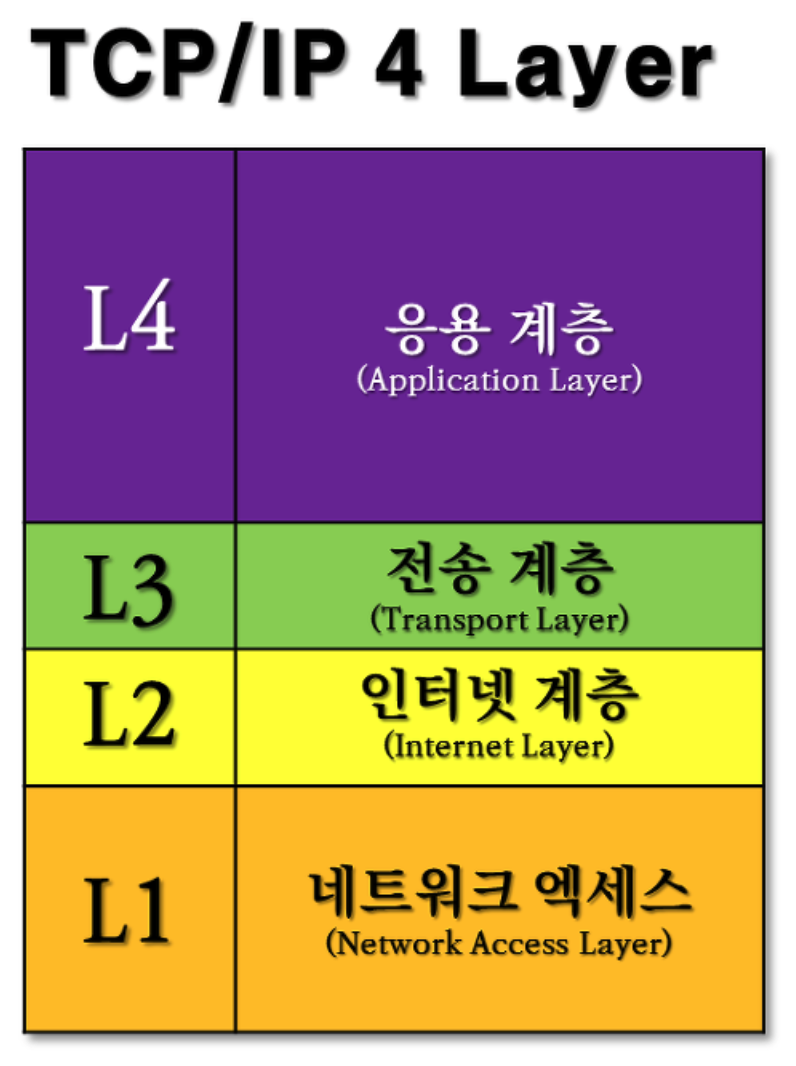 TCP/IP 4 Layer
L4
응용 계층
(Application Layer)
L3
전송 계층
(Transport Layer)
L2
인터넷 계층
(Internet Layer)
L1
네트워크 엑세스
(Network Access Layer)